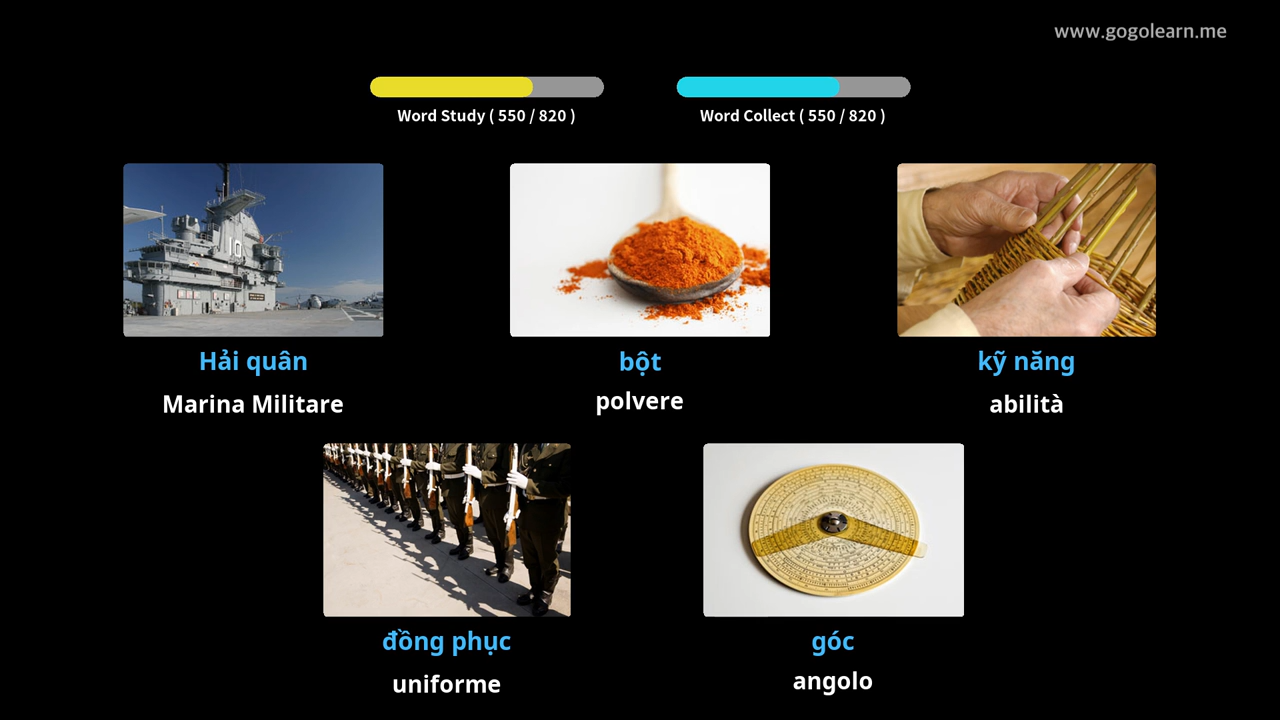 www.gogolearn.me
Word Study ( 550 / 820 )
Word Collect ( 550 / 820 )
10
Hải quân
bột
kỹ năng
Marina Militare
polvere
abilità
đồng phục
góc
uniforme
angolo